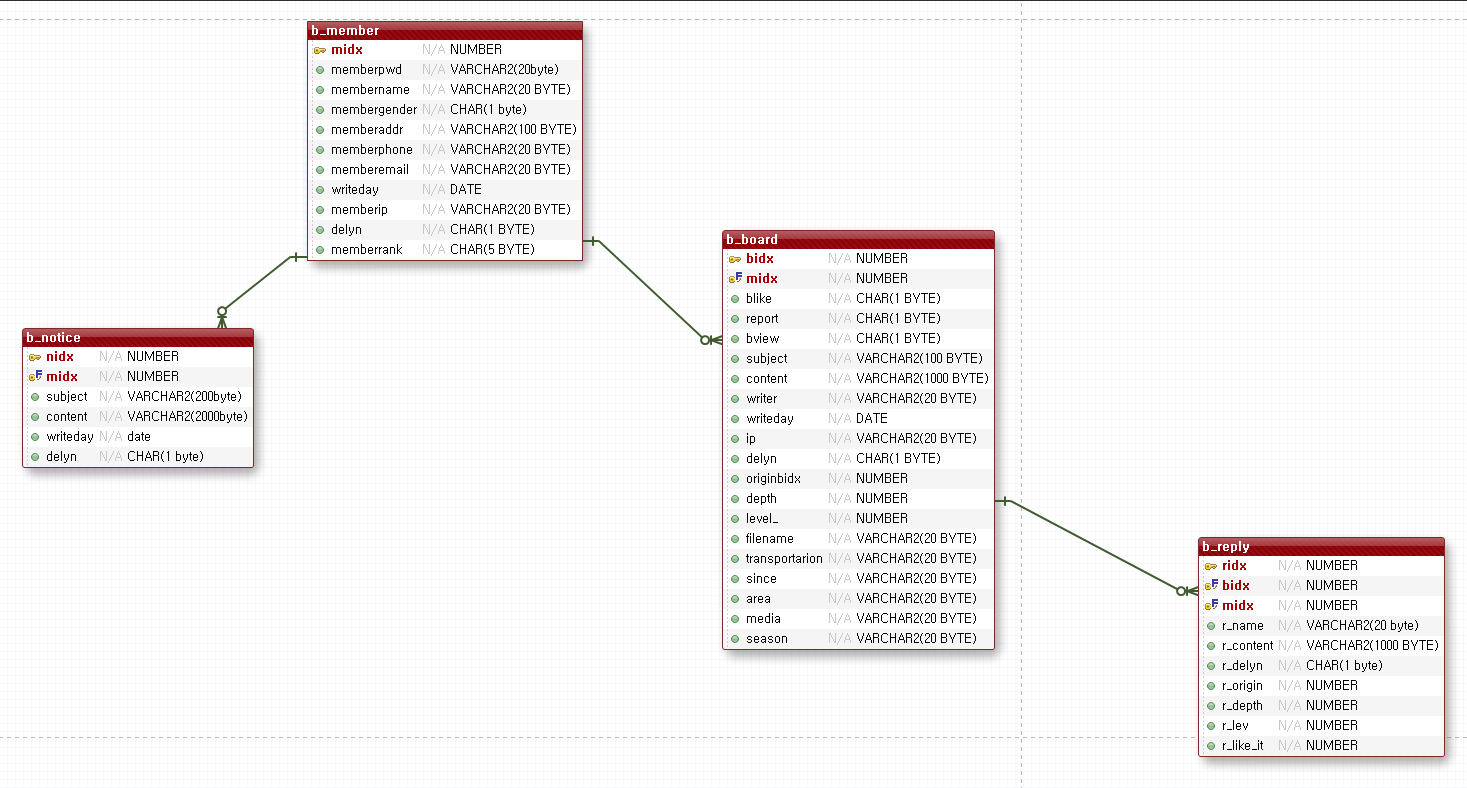 b_member
midx N/A NUMBER
memberpwd N/A VARCHAR2(20byte)
membername N/A VARCHAR2(20 BYTE)
membergender N/A CHAR(1 byte)
memberaddr N/A VARCHAR2(100 BYTE)
memberphone N/A VARCHAR2(20 BYTE)
memberemail N/A VARCHAR2(20 BYTE)
writeday N/A DATE
memberip N/A VARCHAR2(20 BYTE)
delyn N/A CHAR(1 BYTE)
memberrank N/A CHAR(5 BYTE)
b_notice
nidx N/A NUMBER
F midx N/A NUMBER
subject N/A VARCHAR2(200byte)
content N/A VARCHAR2(2000byte)
writeday N/A date
delyn N/A CHAR(1 byte)
b_board
bidx N/A NUMBER
F midx N/A NUMBER
blike N/A CHAR(1 BYTE)
report N/A CHAR(1 BYTE)
bview N/A CHAR(1 BYTE)
subject N/A VARCHAR2(100 BYTE)
content N/A VARCHAR2(1000 BYTE)
writer N/A VARCHAR2(20 BYTE)
writeday N/A DATE
ip N/A VARCHAR2(20 BYTE)
delyn N/A CHAR(1 BYTE)
originbidx N/A NUMBER
depth N/A NUMBER
level_ N/A NUMBER
filename N/A VARCHAR2(20 BYTE)
transportarion N/A VARCHAR2(20 BYTE)
since N/A VARCHAR2(20 BYTE)
area N/A VARCHAR2(20 BYTE)
media N/A VARCHAR2(20 BYTE)
season N/A VARCHAR2(20 BYTE)
b_reply
ridx N/A NUMBER
F bidx N/A NUMBER
F midx N/A NUMBER
r_name N/A VARCHAR2(20 byte)
r_content N/A VARCHAR2(1000 BYTE)
r_delyn N/A CHAR(1 byte)
r_origin N/A NUMBER
r_depth N/A NUMBER
r_lev N/A NUMBER
r_like_it N/A NUMBER